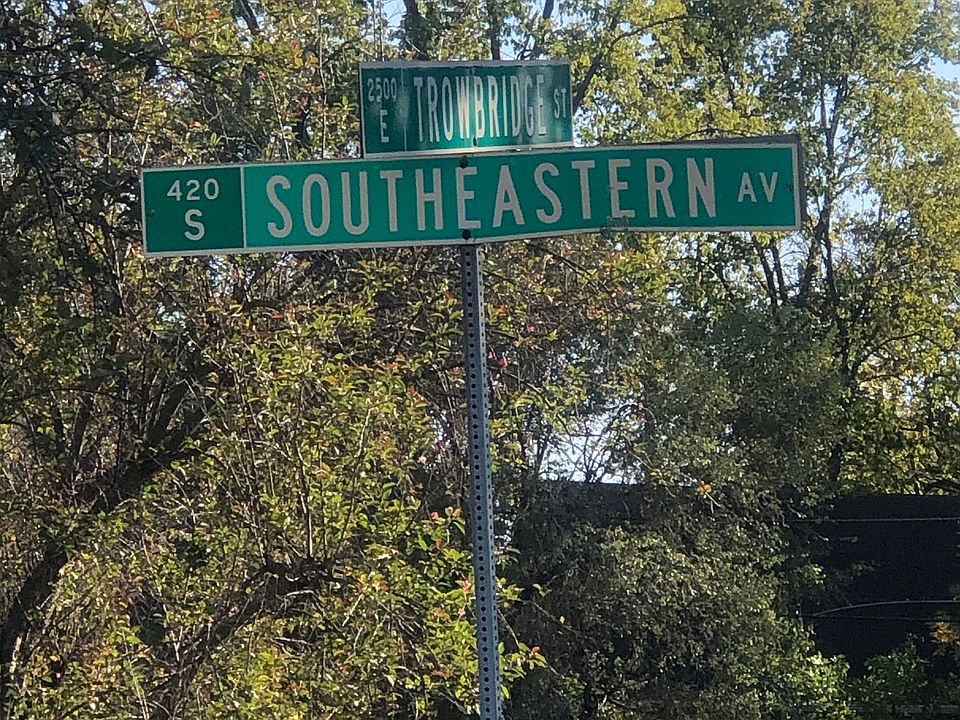 2500 E TROWBRIDGE ST
420 S SOUTHEASTERN AV